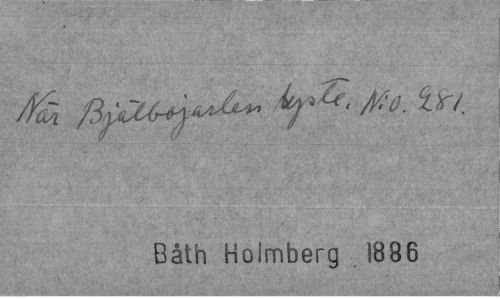 När Bjälbojarlen lyste. N:o. 281.
Båth Holmberg 1886